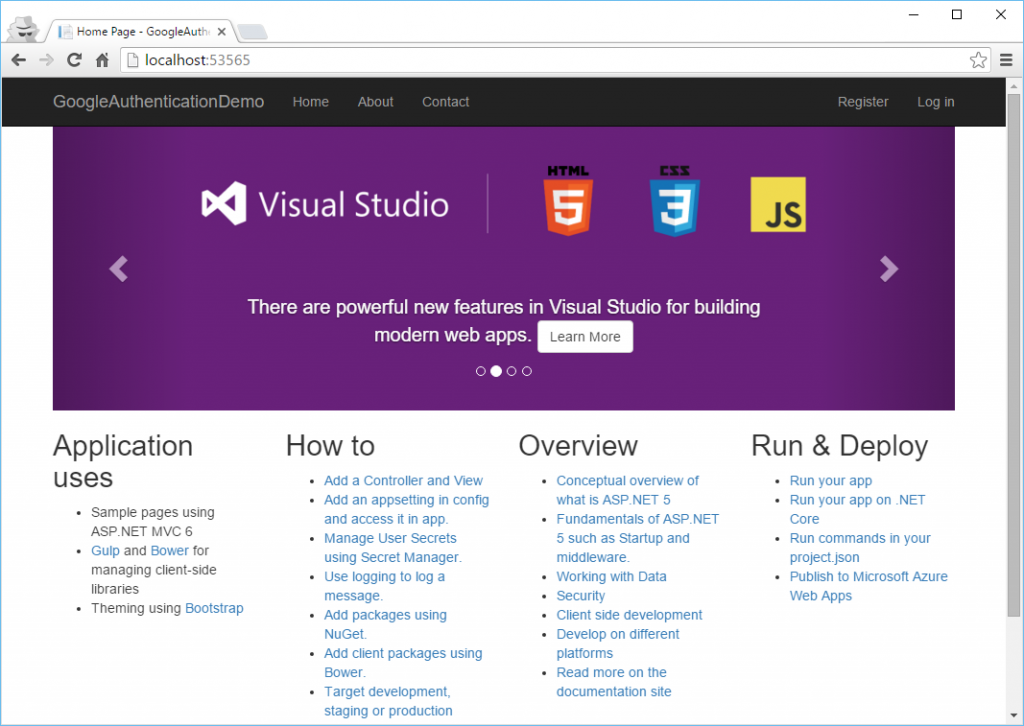 Home Page - GoogleAuth
localhost:53565
GoogleAuthenticationDemo Home About Contact Register Log in
Visual Studio
HTML
5
CSS
3
JS
There are powerful new features in Visual Studio for building
modern web apps. Learn More
Application
uses
Sample pages using
ASP.NET MVC 6
Gulp and Bower for
managing client-side
libraries
Theming using Bootstrap
How to
Add a Controller and View
Add an appsetting in config
and access it in app.
Manage User Secrets
using Secret Manager.
Use logging to log a
message.
Add packages using
NuGet.
Add client packages using
Bower.
Target development,
staging or production
Overview
Conceptual overview of
what is ASP.NET 5
Fundamentals of ASP.NET
5 such as Startup and
middleware.
Working with Data
Security
Client side development
Develop on different
platforms
Read more on the
documentation site
Run & Deploy
Run your app
Run your app on .NET
Core
Run commands in your
project.json
Publish to Microsoft Azure
Web Apps